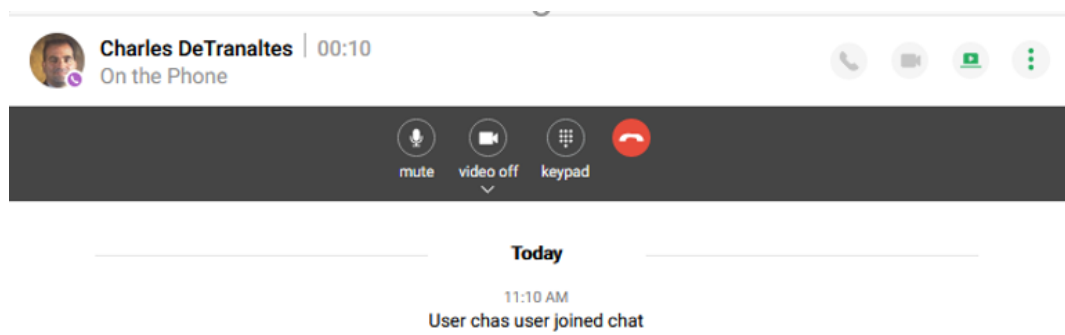 Charles DeTranaltes 00:10
On the Phone
mute video off keypad
Today
11:10 AM
User chas user joined chat